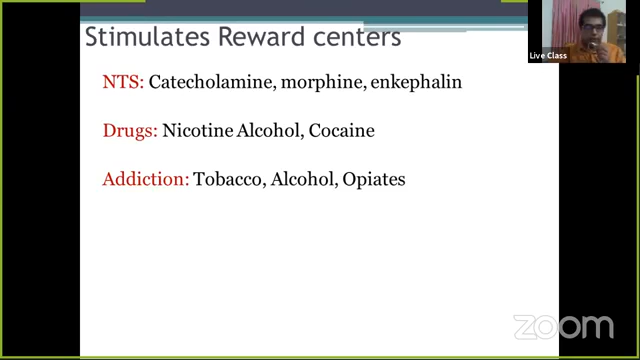 Stimulates Reward centers
Live Class
NTS: Catecholamine, morphine, enkephalin
Drugs: Nicotine Alcohol, Cocaine
Addiction: Tobacco, Alcohol, Opiates
zoom